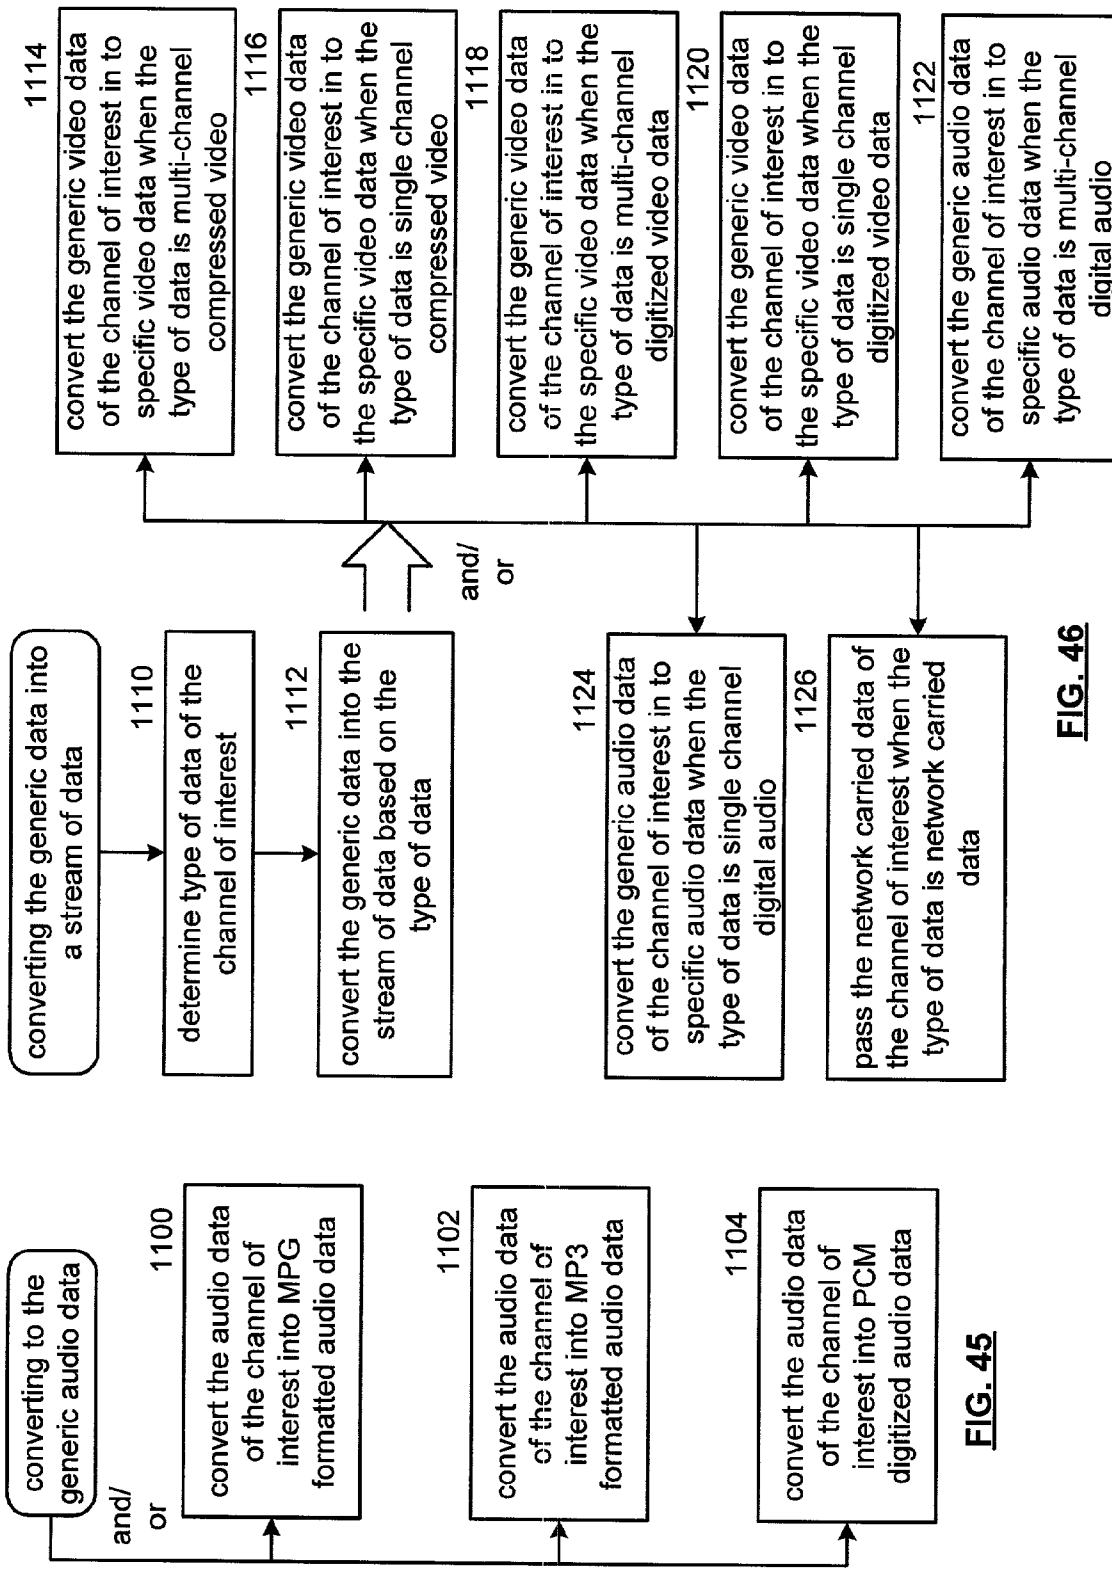 converting to the
generic audio data
and/
or
1100
convert the audio data
of the channel of
interest into MPG
formatted audio data
1102
convert the audio data
of the channel of
interest into MP3
formatted audio data
1104
convert the audio data
of the channel of
interest into PCM
digitized audio data
FIG. 45
converting the generic data into
a stream of data
1110
determine type of data of the
channel of interest
1112
convert the generic data into the
stream of data based on the
type of data
and/
or
1114
convert the generic video data
of the channel of interest in to
specific video data when the
type of data is multi-channel
compressed video
1116
convert the generic video data
of the channel of interest in to
the specific video data when the
type of data is single channel
compressed video
1118
convert the generic video data
of the channel of interest in to
the specific video data when the
type of data is multi-channel
digitized video data
1120
convert the generic video data
of the channel of interest in to
the specific video data when the
type of data is single channel
digitized video data
1122
convert the generic audio data
of the channel of interest in to
specific audio data when the
type of data is multi-channel
digital audio
1124
convert the generic audio data
of the channel of interest in to
specific audio data when the
type of data is single channel
digital audio
1126
pass the network carried data of
the channel of interest when the
type of data is network carried
data
FIG. 46